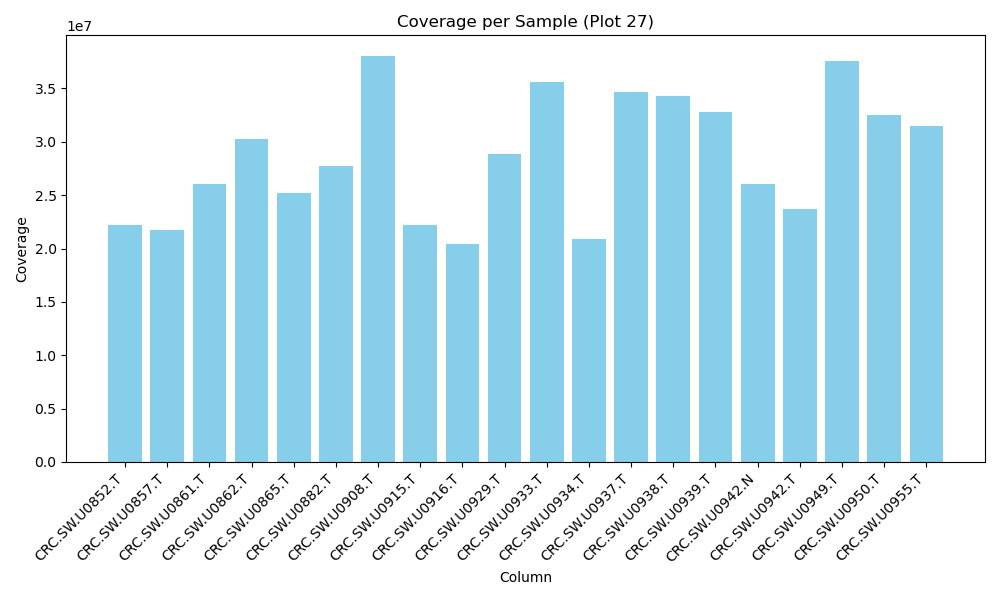 Coverage per Sample (Plot 27)
1e7
3.5
3.0
2.5
2.0
1.5
1.0
0.5
0.0
Coverage
CRC.SW.U0852.T
CRC.SW.U0857.T
CRC.SW.U0861.T
CRC.SW.U0862.T
CRC.SW.U0865.T
CRC.SW.U0882.T
CRC.SW.U0908.T
CRC.SW.U0915.T
CRC.SW.U0916.T
CRC.SW.U0929.T
CRC.SW.U0933.T
CRC.SW.U0934.T
CRC.SW.U0937.T
CRC.SW.U0938.T
CRC.SW.U0939.T
CRC.SW.U0942.N
CRC.SW.U0942.T
CRC.SW.U0949.T
CRC.SW.U0950.T
CRC.SW.U0955.T
Column